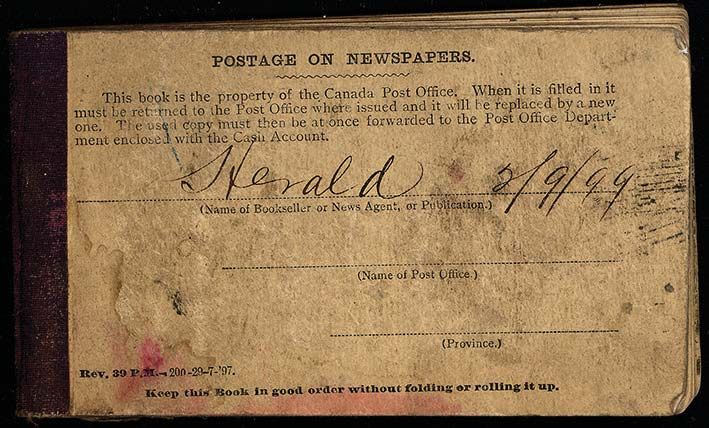 POSTAGE ON NEWSPAPERS.
This book is the property of the Canada Post Office. When it is filled in it
must be returned to the Post Office where issued and it will be replaced by a new
one. The used copy must then be at once forwarded to the Post Office Depart-
ment enclosed with the Cash Account.
Herald 2/9/99
(Name of Bookseller or News Agent, or Publication.)
(Name of Post Office.)
(Province.)
Rev. 39 P.M.-200-29-7-'97.
Keep this Book in good order without folding or rolling it up.